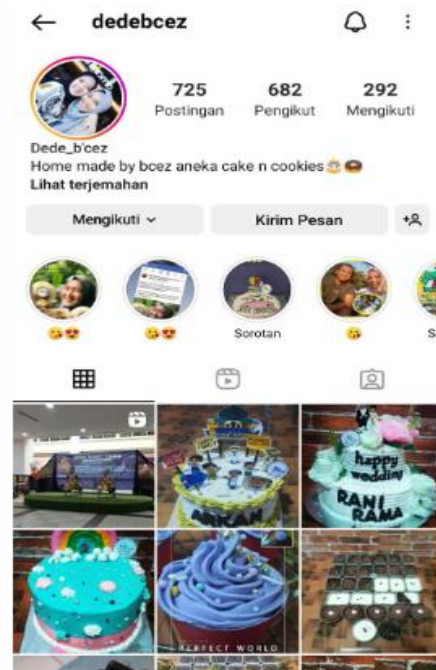 dedebcez
725 682 292
Postingan Pengikut Mengikuti
Dede_b'cez
Home made by bcez aneka cake n cookies
Lihat terjemahan
Mengikuti Kirim Pesan
Sorotan
S
ARKAN
happy
wedding
RANI
RAMA
PERFECT WORLD